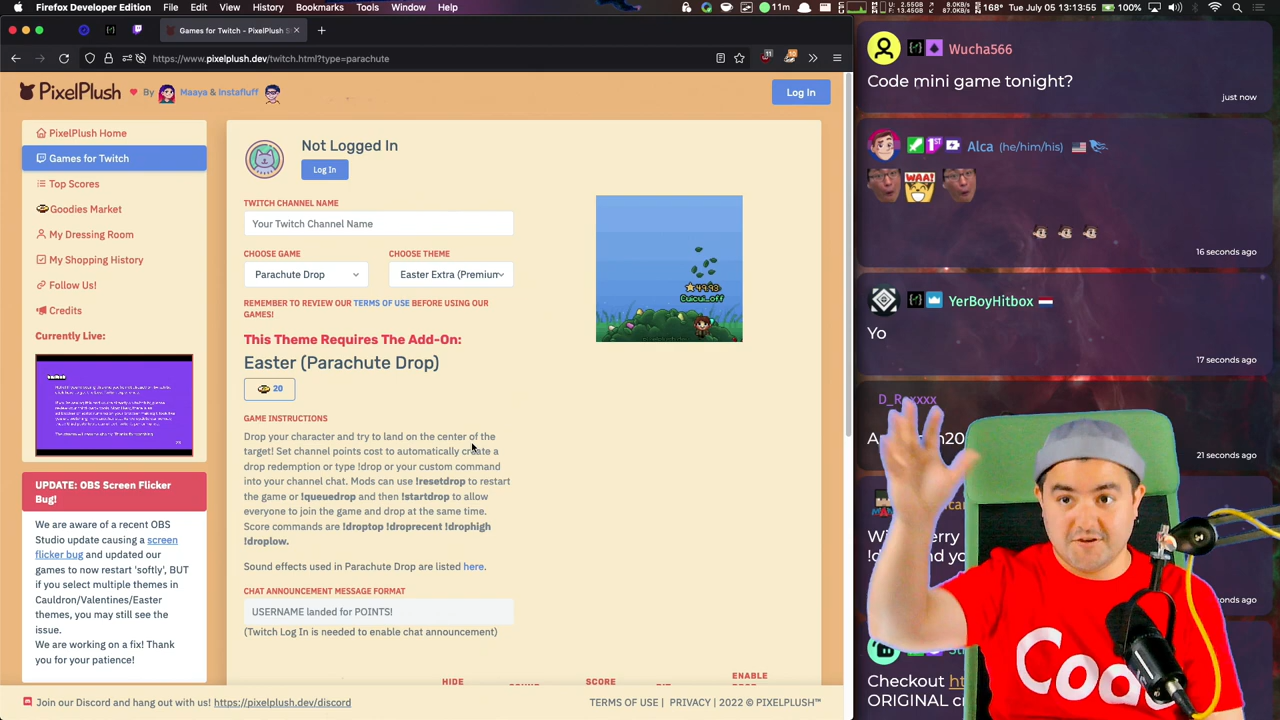 Firefox Developer Edition File Edit View History Bookmarks Tools Window Help
11m
U: 2.55GB 8.0KB/s 168° Tue July 05 13:13:55 100%
Games for Twitch - PixelPlush S
https://www.pixelplush.dev/twitch.html?type=parachute
PixelPlush By Maaya & Instafluff
Log In
PixelPlush Home
Games for Twitch
Top Scores
Goodies Market
My Dressing Room
My Shopping History
Follow Us!
Credits
Currently Live:
UPDATE: OBS Screen Flicker
Bug!
We are aware of a recent OBS
Studio update causing a screen
flicker bug and updated our
games to now restart 'softly', BUT
if you select multiple themes in
Cauldron/Valentines/Easter
themes, you may still see the
issue.
We are working on a fix! Thank
you for your patience!
Not Logged In
Log In
TWITCH CHANNEL NAME
Your Twitch Channel Name
CHOOSE GAME CHOOSE THEME
Parachute Drop Easter Extra (Premium
REMEMBER TO REVIEW OUR TERMS OF USE BEFORE USING OUR
GAMES!
This Theme Requires The Add-On:
Easter (Parachute Drop)
20
GAME INSTRUCTIONS
Drop your character and try to land on the center of the
target! Set channel points cost to automatically create a
drop redemption or type !drop or your custom command
into your channel chat. Mods can use !resetdrop to restart
the game or !queuedrop and then !startdrop to allow
everyone to join the game and drop at the same time.
Score commands are !droptop !droprecent !drophigh
!droplow.
Sound effects used in Parachute Drop are listed here.
CHAT ANNOUNCEMENT MESSAGE FORMAT
USERNAME landed for POINTS!
(Twitch Log In is needed to enable chat announcement)
HIDE SCORE ENABLE
49.93
Cuicui_off
Join our Discord and hang out with us! https://pixelplush.dev/discord
TERMS OF USE | PRIVACY | 2022 © PIXELPLUSH™
Wucha566
Code mini game tonight?
just now
1ST Alca (he/him/his)
WAA!
16 seconds ago
YerBoyHitbox
Yo
17 seconds ago
21 seconds ago
Checkout
ORIGINAL